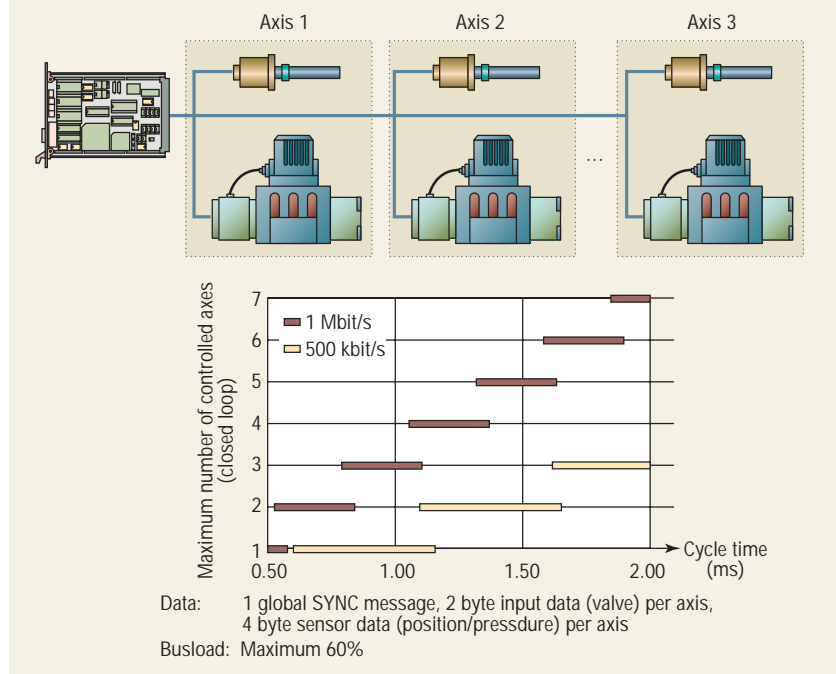 Axis 1
Axis 2
Axis 3
...
Maximum number of controlled axes
(closed loop)
7
6
5
4
3
2
1
1 Mbit/s
500 kbit/s
0.50
1.00
1.50
2.00
Cycle time
(ms)
Data: 1 global SYNC message, 2 byte input data (valve) per axis,
4 byte sensor data (position/pressdure) per axis
Busload: Maximum 60%